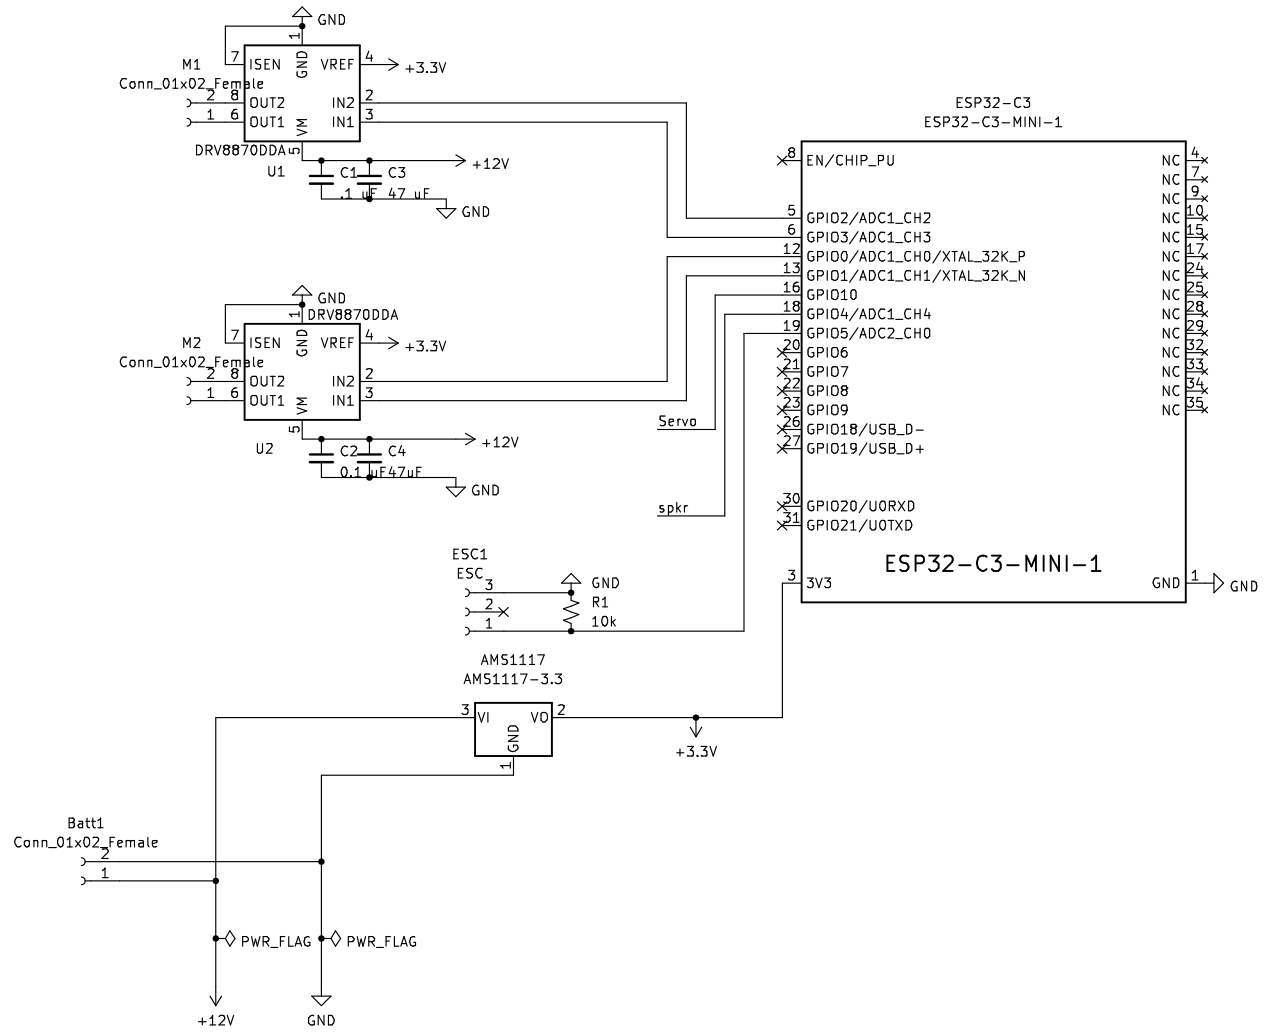 GND
1
7 ISEN GND VREF 4 +3.3V
M1
Conn_01x02_Female
2 8 OUT2 IN2 2
1 6 OUT1 IN1 3
VM
DRV8870DDA
5
U1
+12V
C1 C3
.1 uF 47 uF
GND
GND
1
DRV8870DDA
7 ISEN GND VREF 4 +3.3V
M2
Conn_01x02_Female
2 8 OUT2 IN2 2
1 6 OUT1 IN1 3
VM
5
U2
+12V
C2 C4
0.1 uF 47uF
GND
ESP32-C3
ESP32-C3-MINI-1
8 EN/CHIP_PU
5 GPIO2/ADC1_CH2
6 GPIO3/ADC1_CH3
12 GPIO0/ADC1_CH0/XTAL_32K_P
13 GPIO1/ADC1_CH1/XTAL_32K_N
16 GPIO10
18 GPIO4/ADC1_CH4
19 GPIO5/ADC2_CH0
20 GPIO6
21 GPIO7
22 GPIO8
23 GPIO9
26 GPIO18/USB_D-
27 GPIO19/USB_D+
30 GPIO20/U0RXD
31 GPIO21/U0TXD
3 3V3
ESP32-C3-MINI-1
NC 4
NC 7
NC 9
NC 10
NC 15
NC 17
NC 24
NC 25
NC 28
NC 29
NC 32
NC 33
NC 34
NC 35
GND 1 GND
Servo
spkr
ESC1
ESC
3
2
1
GND
R1
10k
AMS1117
AMS1117-3.3
3 VI VO 2
GND
1
+3.3V
Batt1
Conn_01x02_Female
2
1
PWR_FLAG PWR_FLAG
+12V GND